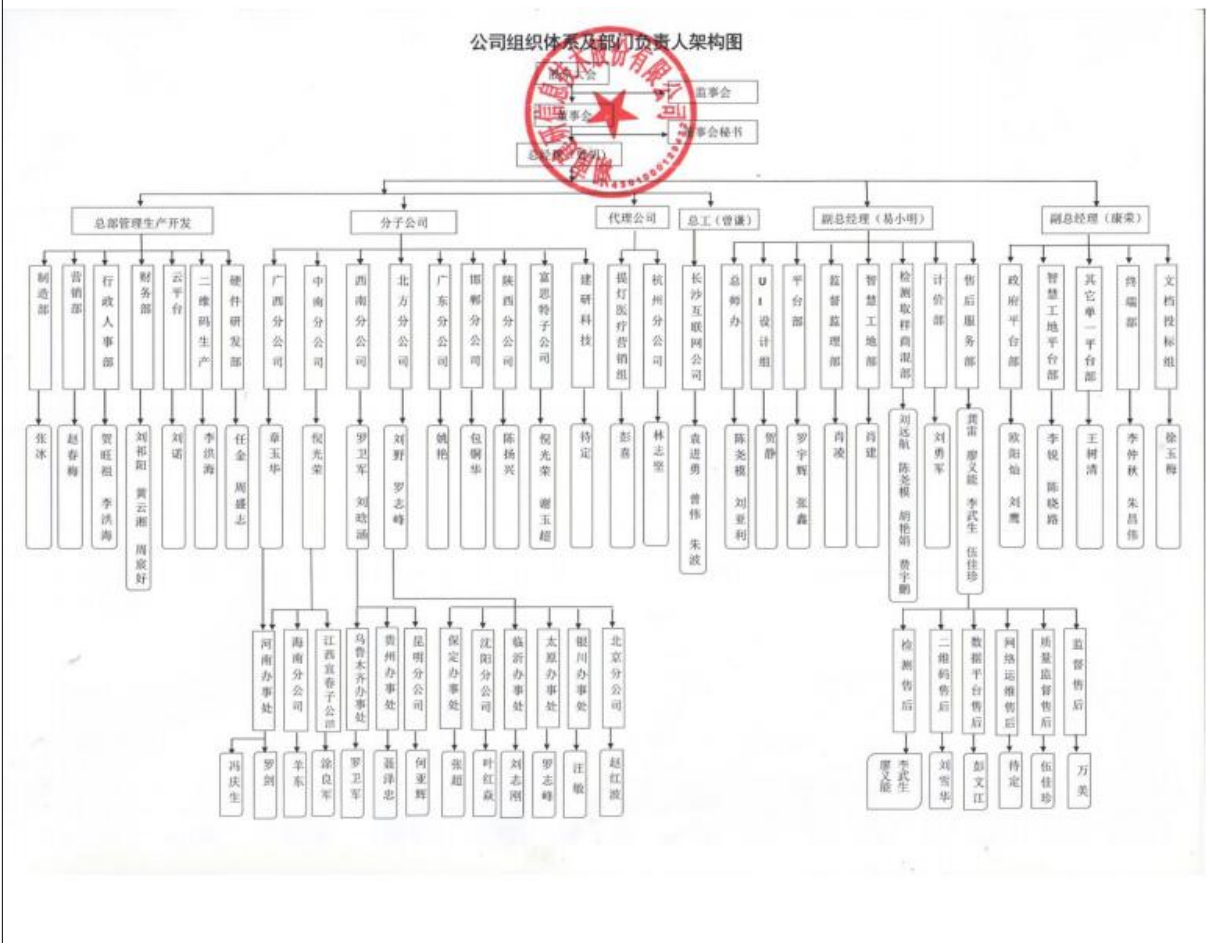 公司组织体系及部门负责人架构图
监事会
董事会
董事会秘书
总部管理生产开发
分子公司
代理公司
总工（曾谦）
副总经理（易小明）
副总经理（康荣）
制造部
营销部
行政人事部
财务部
云平台
二维码生产
硬件研发部
广西分公司
中南分公司
西南分公司
北方分公司
广东分公司
邯郸分公司
陕西分公司
富思特子公司
建研科技
提灯医疗营销组
杭州分公司
长沙互联网公司
总师办
UI设计组
平台部
监督监理部
智慧工地部
检测取样商混部
计价部
售后服务部
政府平台部
智慧工地平台部
其它单一平台部
终端部
文档投标组
张冰
赵春梅
贺旺祖 李洪海
刘祁阳 黄云湘 周宸好
刘诺
李洪海
任金 周盛志
章玉华
倪光荣
罗卫军 刘晗涵
刘野 罗志峰
姚艳
包钢华
陈扬兴
倪光荣 谢玉超
待定
彭喜
林志坚
袁进勇 曾伟 朱波
陈尧模 刘亚利
贺静
罗宇辉 张鑫
肖凌
肖建
刘远航 陈尧模 胡艳娟 费宇鹏
刘勇军
龚雷 廖义能 李武生 伍佳珍
欧阳灿 刘鹰
李锐 陈晓路
王树清
李仲秋 朱昌伟
徐玉梅
河南办事处
海南分公司
江西宜春子公司
乌鲁木齐办事处
贵州办事处
昆明分公司
保定办事处
沈阳分公司
临沂办事处
太原办事处
银川办事处
北京分公司
检测售后
二维码售后
数据平台售后
网络运维售后
质量监督售后
监督售后
冯庆生
罗剑
羊东
涂良军
罗卫军
聂泽忠
何亚辉
张超
叶红焱
刘志刚
罗志峰
汪敏
赵红波
李武生
廖义能
刘雪华
彭文江
待定
伍佳珍
万美